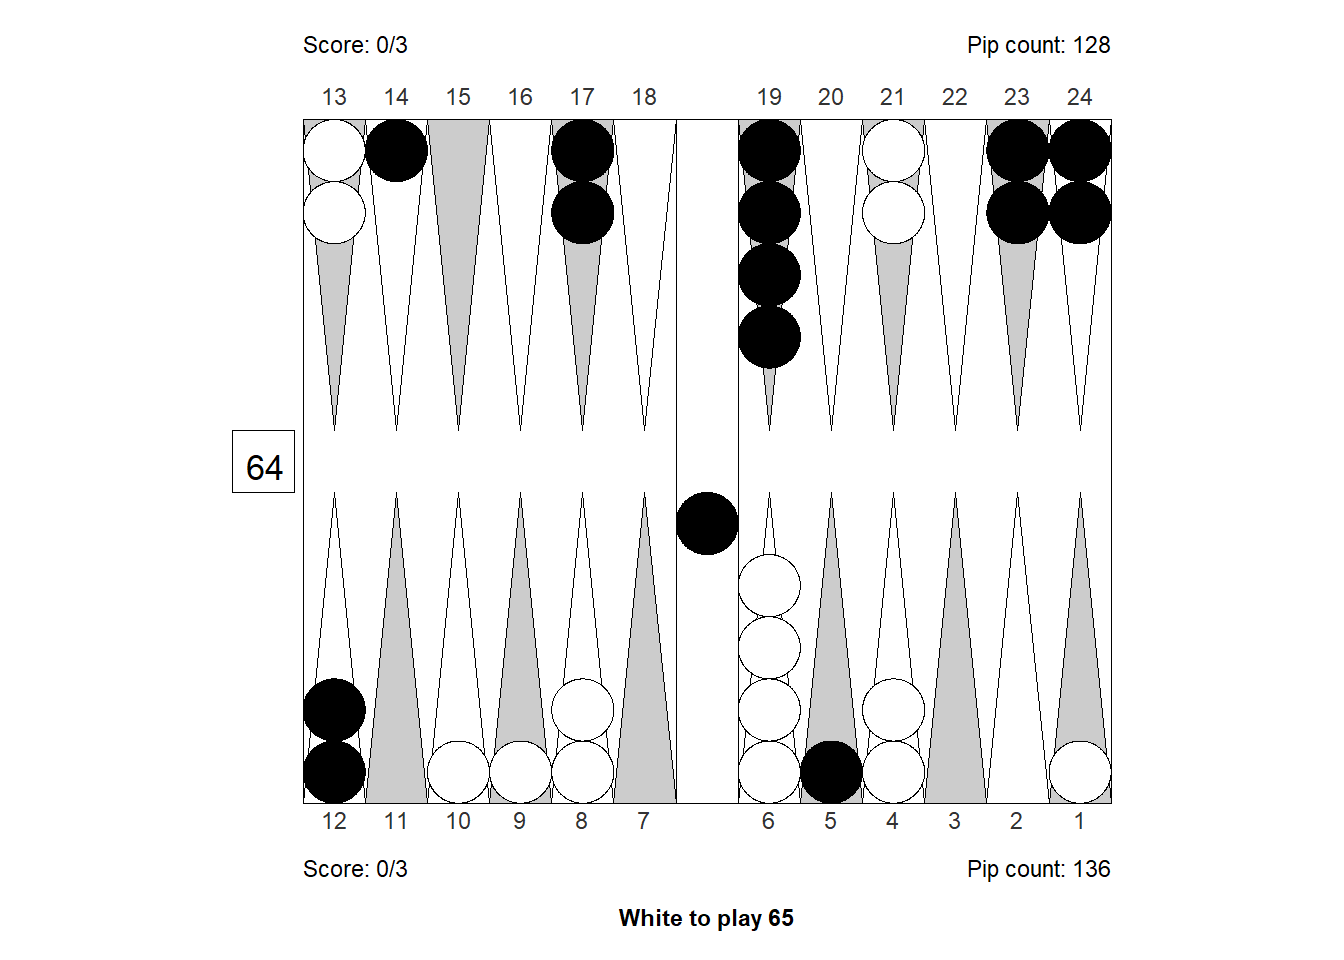 Score: 0/3 Pip count: 128
13 14 15 16 17 18 19 20 21 22 23 24
64
12 11 10 9 8 7 6 5 4 3 2 1
Score: 0/3 Pip count: 136
White to play 65